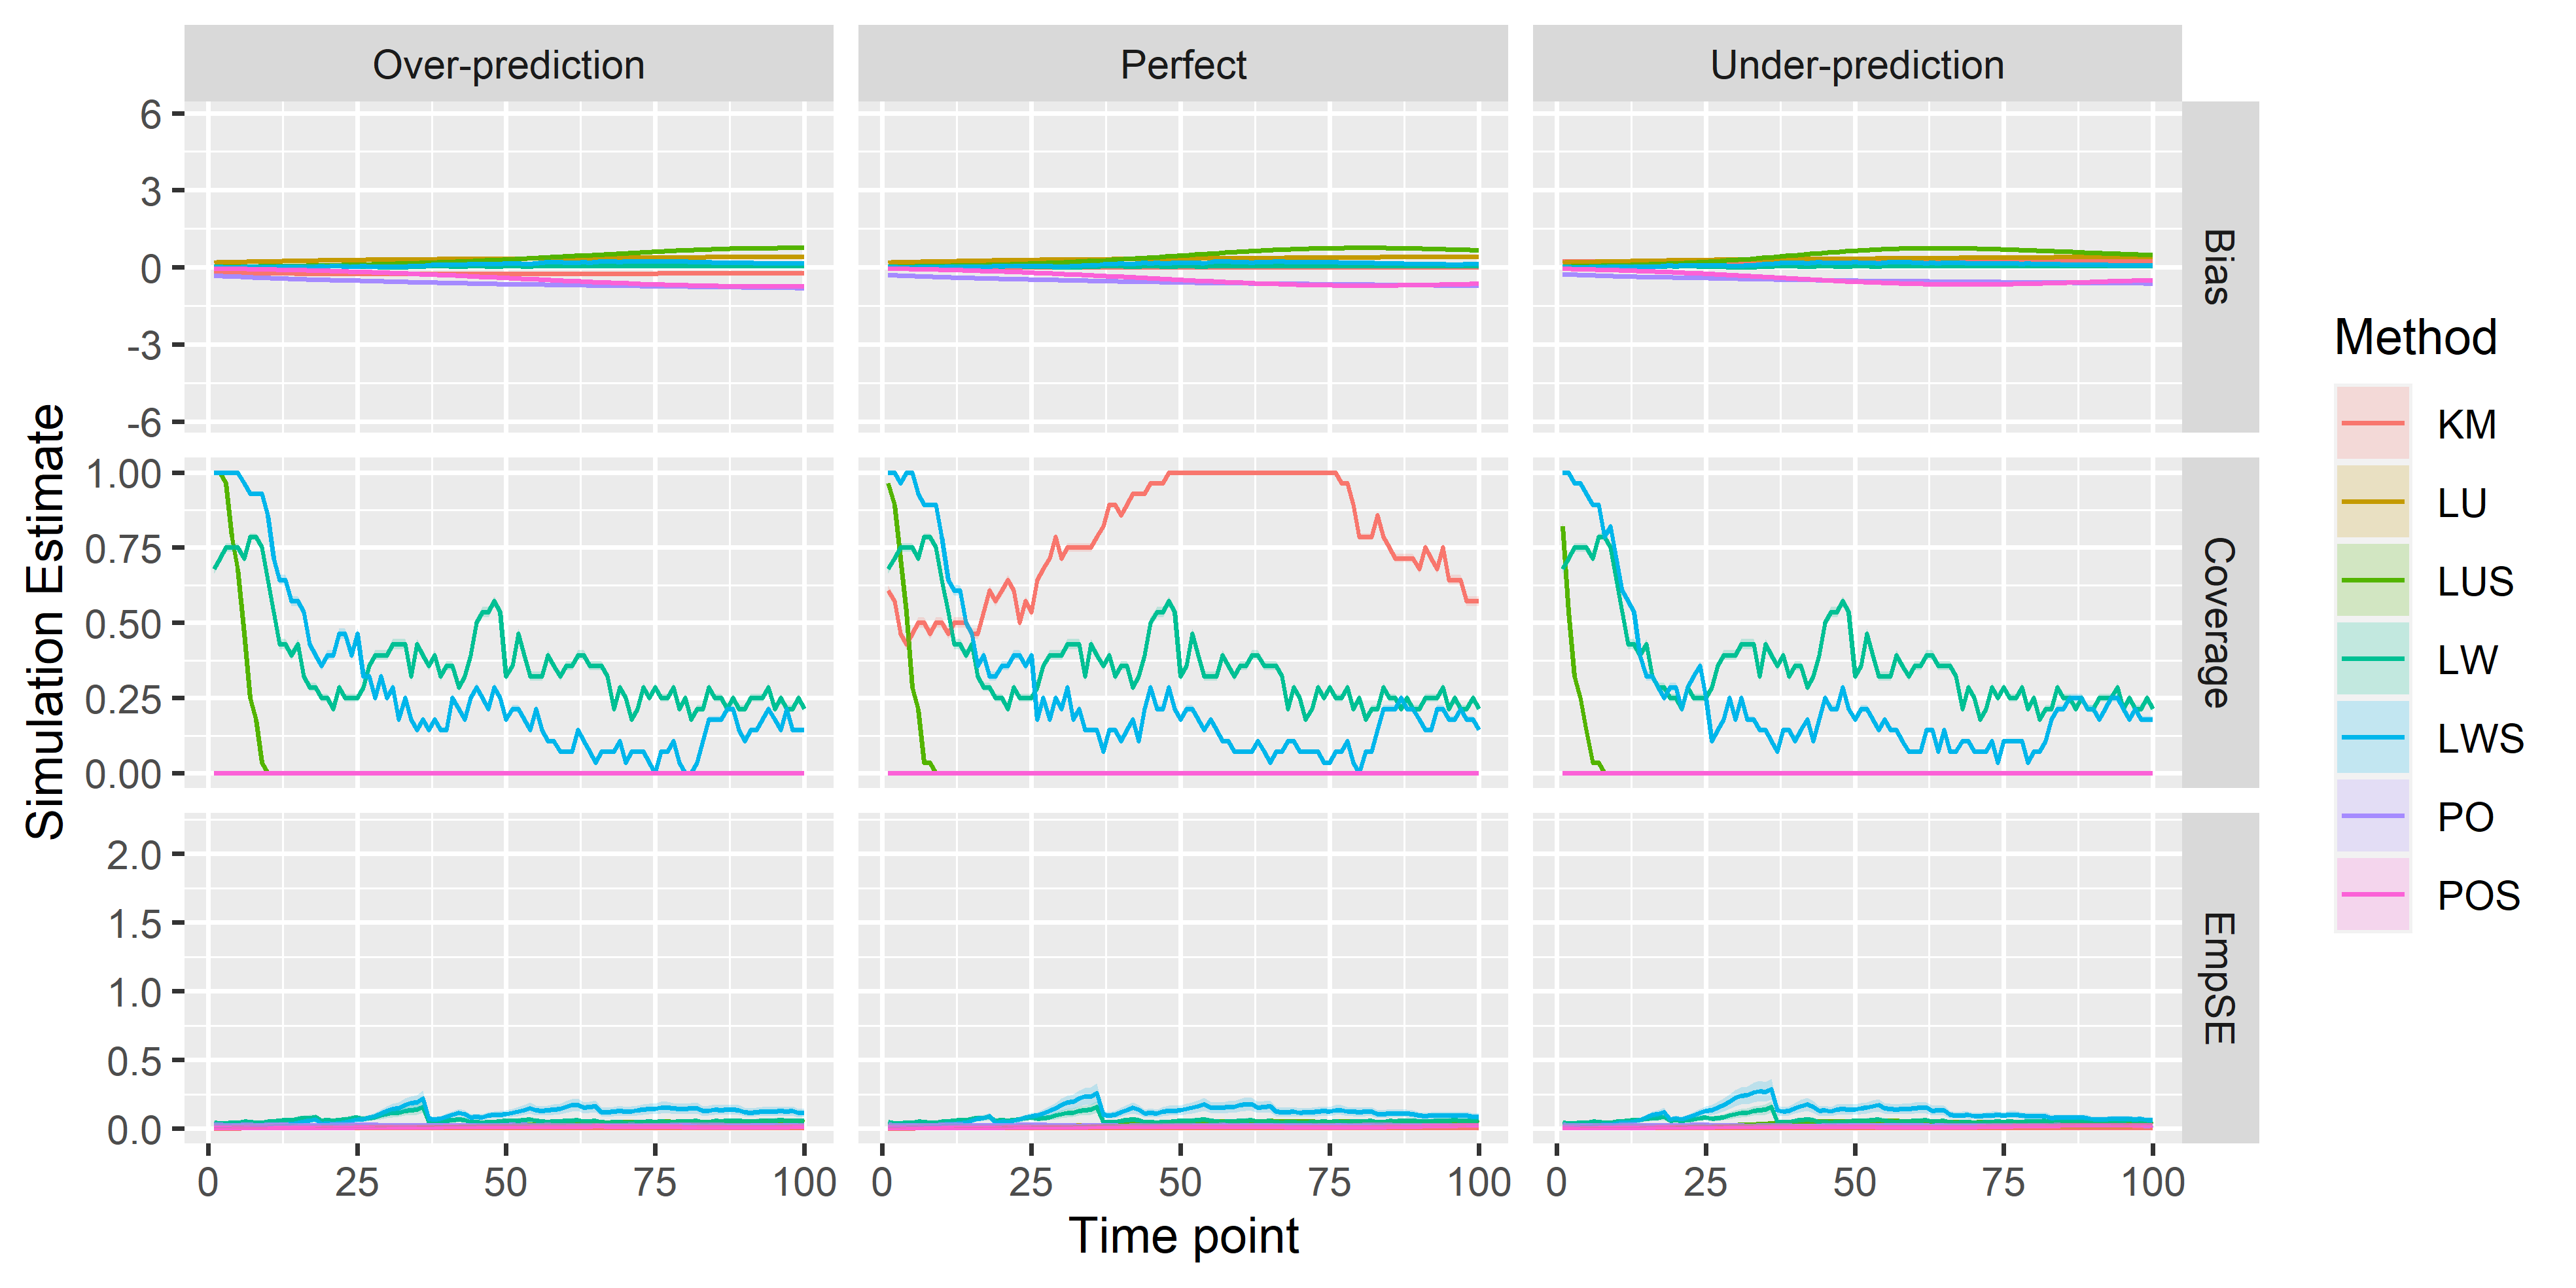 Over-prediction
Perfect
Under-prediction
Simulation Estimate
6
3
0
-3
-6
Bias
1.00
0.75
0.50
0.25
0.00
Coverage
2.0
1.5
1.0
0.5
0.0
EmpSE
0 25 50 75 100
0 25 50 75 100
0 25 50 75 100
Time point
Method
KM
LU
LUS
LW
LWS
PO
POS